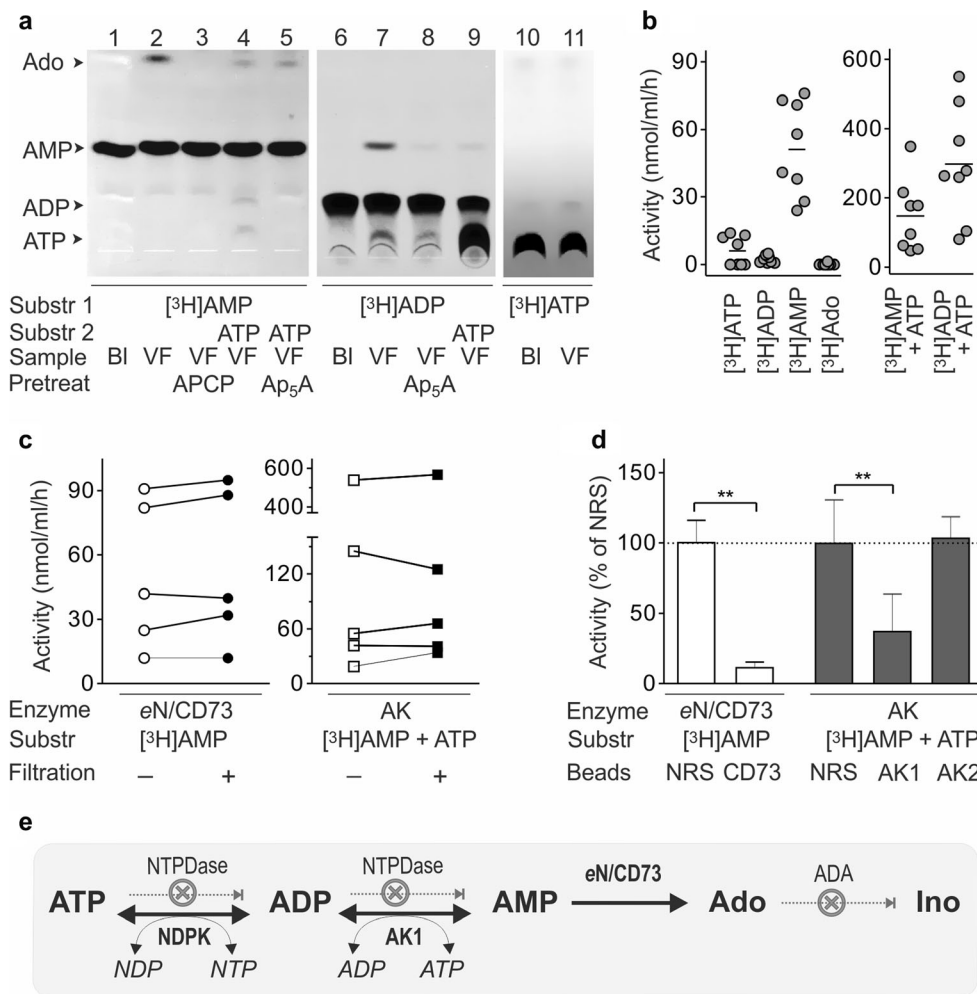 a
1 2 3 4 5 6 7 8 9 10 11
Ado
AMP
ADP
ATP
Substr 1 [³H]AMP [³H]ADP [³H]ATP
Substr 2 ATP ATP ATP
Sample Bl VF VF VF VF Bl VF VF VF Bl VF
Pretreat APCP Ap₅A Ap₅A
b
Activity (nmol/ml/h)
90
60
30
0
[³H]ATP
[³H]ADP
[³H]AMP
[³H]Ado
600
400
200
0
[³H]AMP
+ ATP
[³H]ADP
+ ATP
c
Activity (nmol/ml/h)
90
60
30
0
600
400
120
60
0
Enzyme eN/CD73 AK
Substr [³H]AMP [³H]AMP + ATP
Filtration – + – +
d
Activity (% of NRS)
150
100
50
0
** **
Enzyme eN/CD73 AK
Substr [³H]AMP [³H]AMP + ATP
Beads NRS CD73 NRS AK1 AK2
e
NTPDase NTPDase eN/CD73 ADA
ATP ADP AMP Ado Ino
NDPK AK1
NDP NTP ADP ATP